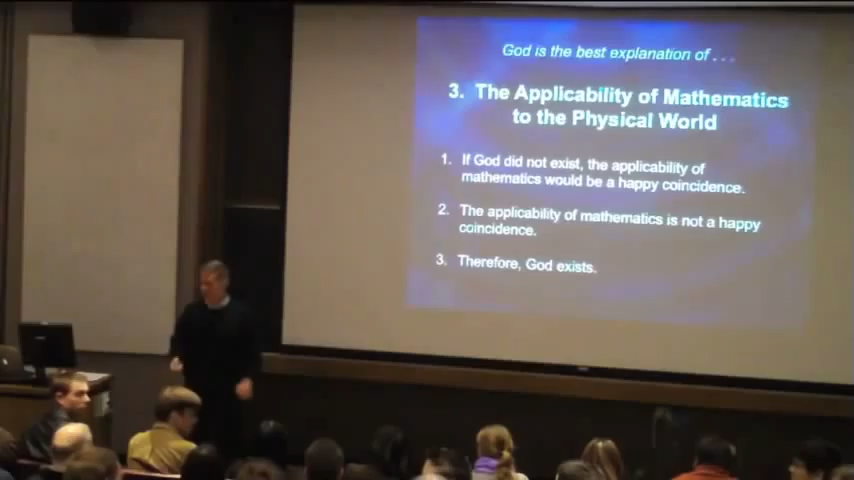 God is the best explanation of . . .
3. The Applicability of Mathematics
to the Physical World
1. If God did not exist, the applicability of
mathematics would be a happy coincidence.
2. The applicability of mathematics is not a happy
coincidence.
3. Therefore, God exists.